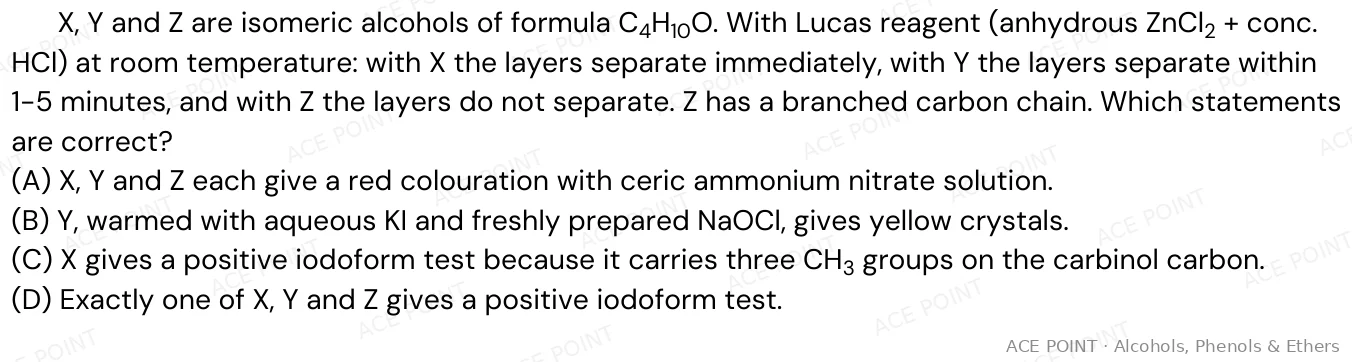 X, Y and Z are isomeric alcohols of formula C₄H₁₀O. With Lucas reagent (anhydrous ZnCl₂ + conc.
HCl) at room temperature: with X the layers separate immediately, with Y the layers separate within
1–5 minutes, and with Z the layers do not separate. Z has a branched carbon chain. Which statements
are correct?
(A) X, Y and Z each give a red colouration with ceric ammonium nitrate solution.
(B) Y, warmed with aqueous KI and freshly prepared NaOCl, gives yellow crystals.
(C) X gives a positive iodoform test because it carries three CH₃ groups on the carbinol carbon.
(D) Exactly one of X, Y and Z gives a positive iodoform test.
ACE POINT · Alcohols, Phenols & Ethers